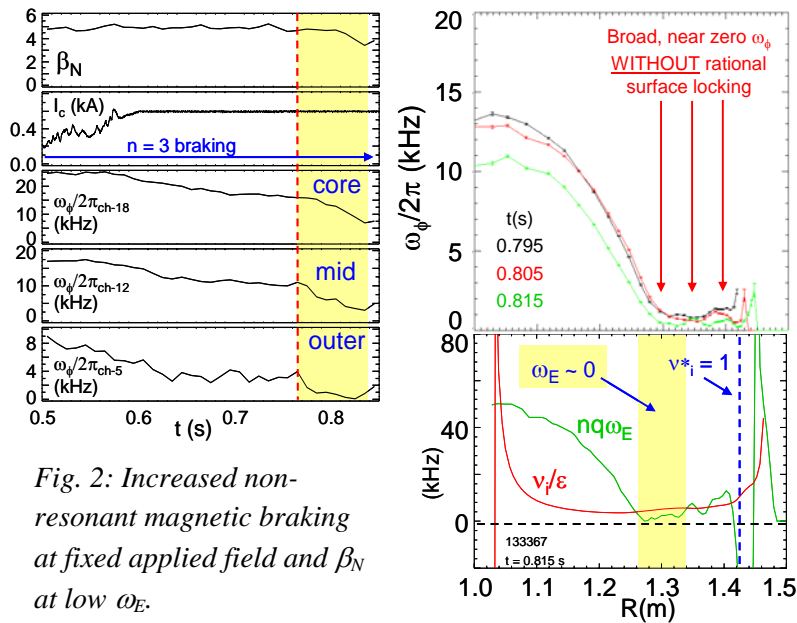 6
4
2
0
β_N
I_c (kA)
0.4
0.0
n = 3 braking
20
10
0
core
ω_ϕ/2π_ch-18
(kHz)
20
10
0
mid
ω_ϕ/2π_ch-12
(kHz)
8
4
0
outer
ω_ϕ/2π_ch-5
(kHz)
0.5 0.6 0.7 0.8
t (s)
Fig. 2: Increased non-
resonant magnetic braking
at fixed applied field and β_N
at low ω_E.
20
15
10
5
0
ω_ϕ/2π (kHz)
Broad, near zero ω_ϕ
WITHOUT rational
surface locking
t(s)
0.795
0.805
0.815
80
40
0
(kHz)
ω_E ~ 0
ν*_i = 1
nqω_E
ν_i/ε
133367
t = 0.815 s
1.0 1.1 1.2 1.3 1.4 1.5
R(m)